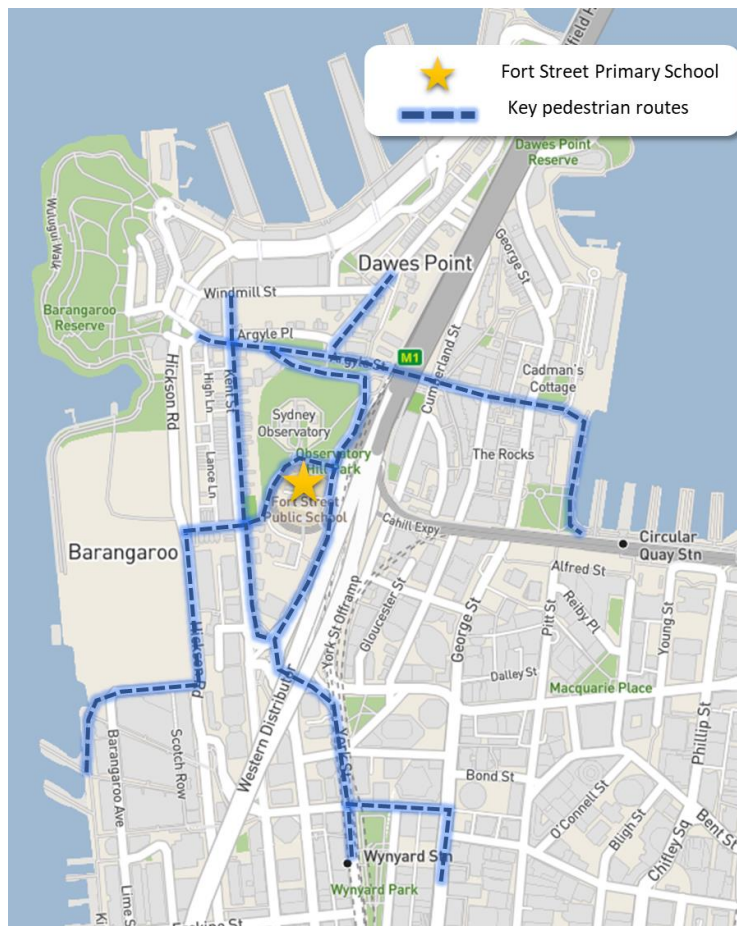 field H
Fort Street Primary School
Key pedestrian routes
Dawes Point
Reserve
Wulugul Walk
George St
Dawes Point
Windmill St
Barangaroo
Reserve
Argyle Pl
Argyle St
M1
Cumberland St
Cadman's
Cottage
Hickson Rd
High Ln
Kent St
Sydney
Observatory
Lance Ln
Observatory
Hill Park
The Rocks
Fort Street
Public School
Cahill Expy
Barangaroo
Circular
Quay Stn
Alfred St
York St Offramp
Gloucester St
George St
Pitt St
Reiby Pl
Young St
Hickson Rd
Dalley St
Macquarie Place
Western Distributor
Phillip St
Barangaroo Ave
Scotch Row
York St
Bond St
O'Connell St
Bligh St
Chifley Sq
Bent St
Wynyard Stn
Wynyard Park
Lime S
Ki
Erskine St